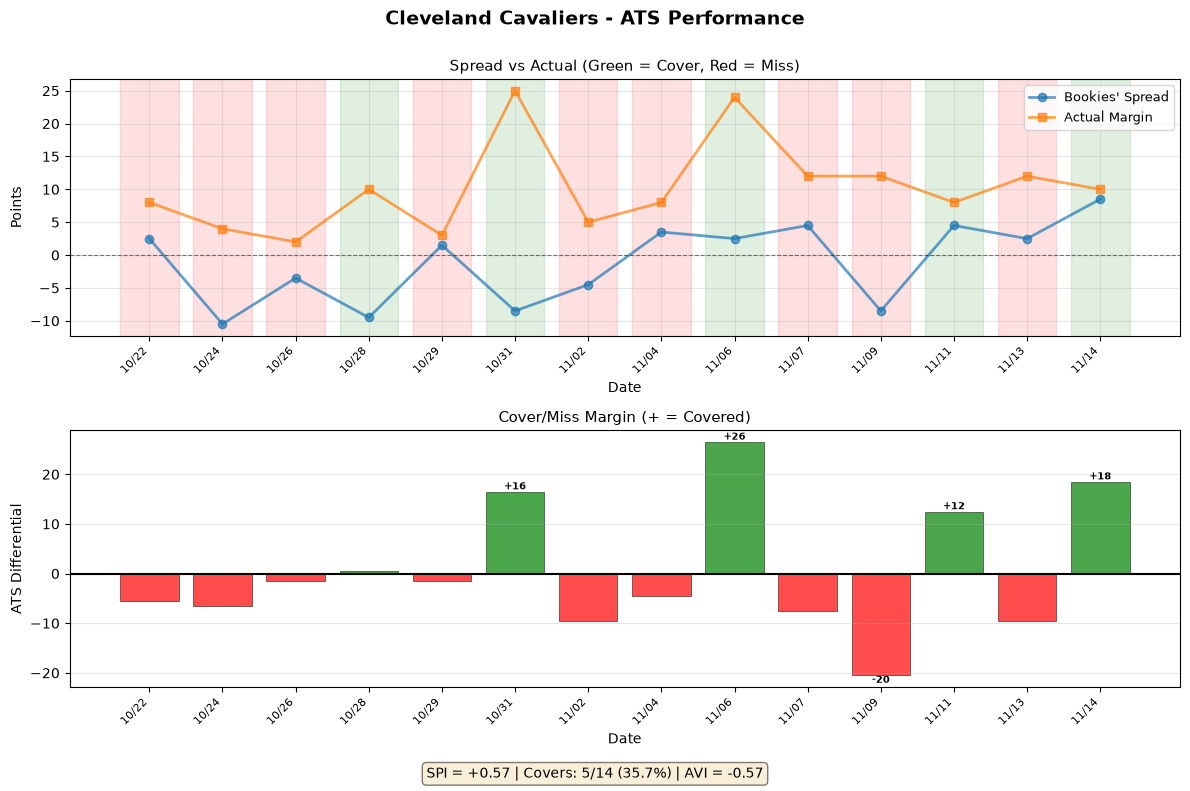 Cleveland Cavaliers - ATS Performance
Spread vs Actual (Green = Cover, Red = Miss)
Points
25
20
15
10
5
0
−5
−10
Bookies' Spread
Actual Margin
10/22 10/24 10/26 10/28 10/29 10/31 11/02 11/04 11/06 11/07 11/09 11/11 11/13 11/14
Date
Cover/Miss Margin (+ = Covered)
ATS Differential
20
10
0
−10
−20
+16
+26
-20
+12
+18
10/22 10/24 10/26 10/28 10/29 10/31 11/02 11/04 11/06 11/07 11/09 11/11 11/13 11/14
Date
SPI = +0.57 | Covers: 5/14 (35.7%) | AVI = -0.57